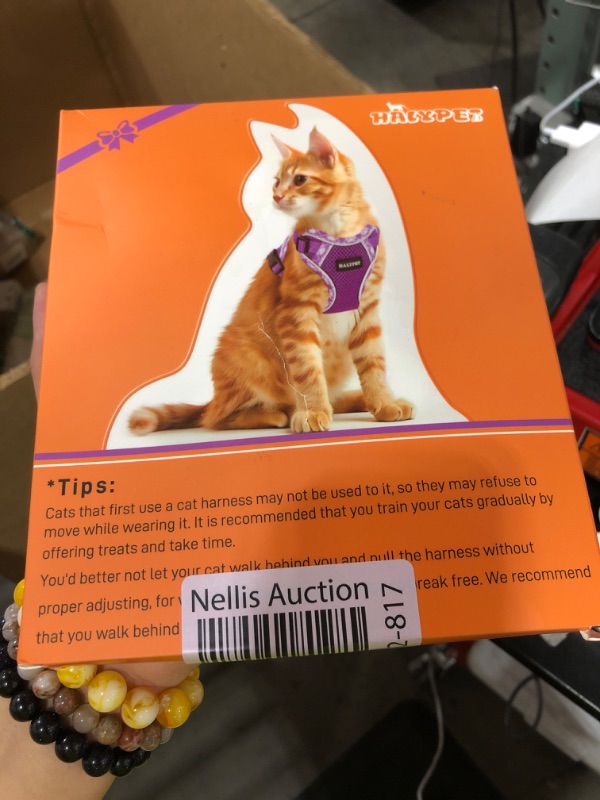 HALYPET
HALYPET
*Tips:
Cats that first use a cat harness may not be used to it, so they may refuse to
move while wearing it. It is recommended that you train your cats gradually by
offering treats and take time.
You'd better not let your cat walk behind you and pull the harness without
proper adjusting, for reak free. We recommend
that you walk behind
Nellis Auction
2-817